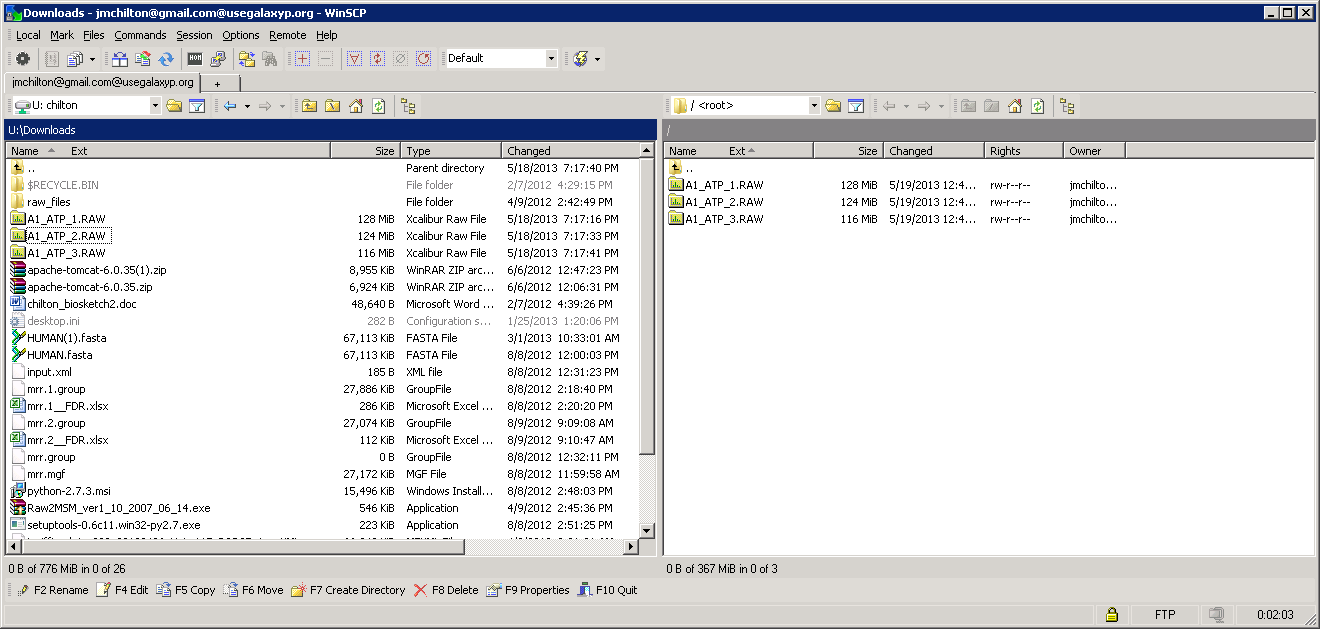 Downloads - jmchilton@gmail.com@usegalaxyp.org - WinSCP
Local Mark Files Commands Session Options Remote Help
Default
jmchilton@gmail.com@usegalaxyp.org +
U: chilton / <root>
U:\Downloads /
Name Ext Size Type Changed Name Ext Size Changed Rights Owner
.. Parent directory 5/18/2013 7:17:40 PM ..
$RECYCLE.BIN File folder 2/7/2012 4:29:15 PM A1_ATP_1.RAW 128 MiB 5/19/2013 12:4... rw-r--r-- jmchilto...
raw_files File folder 4/9/2012 2:42:49 PM A1_ATP_2.RAW 124 MiB 5/19/2013 12:4... rw-r--r-- jmchilto...
A1_ATP_1.RAW 128 MiB Xcalibur Raw File 5/18/2013 7:17:16 PM A1_ATP_3.RAW 116 MiB 5/19/2013 12:4... rw-r--r-- jmchilto...
A1_ATP_2.RAW 124 MiB Xcalibur Raw File 5/18/2013 7:17:33 PM
A1_ATP_3.RAW 116 MiB Xcalibur Raw File 5/18/2013 7:17:41 PM
apache-tomcat-6.0.35(1).zip 8,955 KiB WinRAR ZIP arc... 6/6/2012 12:47:23 PM
apache-tomcat-6.0.35.zip 6,924 KiB WinRAR ZIP arc... 6/6/2012 12:06:31 PM
chilton_biosketch2.doc 48,640 B Microsoft Word ... 2/7/2012 4:39:26 PM
desktop.ini 282 B Configuration s... 1/25/2013 1:20:06 PM
HUMAN(1).fasta 67,113 KiB FASTA File 3/1/2013 10:33:01 AM
HUMAN.fasta 67,113 KiB FASTA File 8/8/2012 12:00:03 PM
input.xml 185 B XML file 8/8/2012 12:31:23 PM
mrr.1.group 27,886 KiB GroupFile 8/8/2012 2:18:40 PM
mrr.1__FDR.xlsx 286 KiB Microsoft Excel ... 8/8/2012 2:20:20 PM
mrr.2.group 27,074 KiB GroupFile 8/9/2012 9:09:08 AM
mrr.2__FDR.xlsx 112 KiB Microsoft Excel ... 8/9/2012 9:10:47 AM
mrr.group 0 B GroupFile 8/8/2012 12:32:11 PM
mrr.mgf 27,172 KiB MGF File 8/8/2012 11:59:58 AM
python-2.7.3.msi 15,496 KiB Windows Install... 8/8/2012 2:48:03 PM
Raw2MSM_ver1_10_2007_06_14.exe 546 KiB Application 4/9/2012 2:45:36 PM
setuptools-0.6c11.win32-py2.7.exe 223 KiB Application 8/8/2012 2:51:25 PM
0 B of 776 MiB in 0 of 26 0 B of 367 MiB in 0 of 3
F2 Rename F4 Edit F5 Copy F6 Move F7 Create Directory F8 Delete F9 Properties F10 Quit
FTP 0:02:03